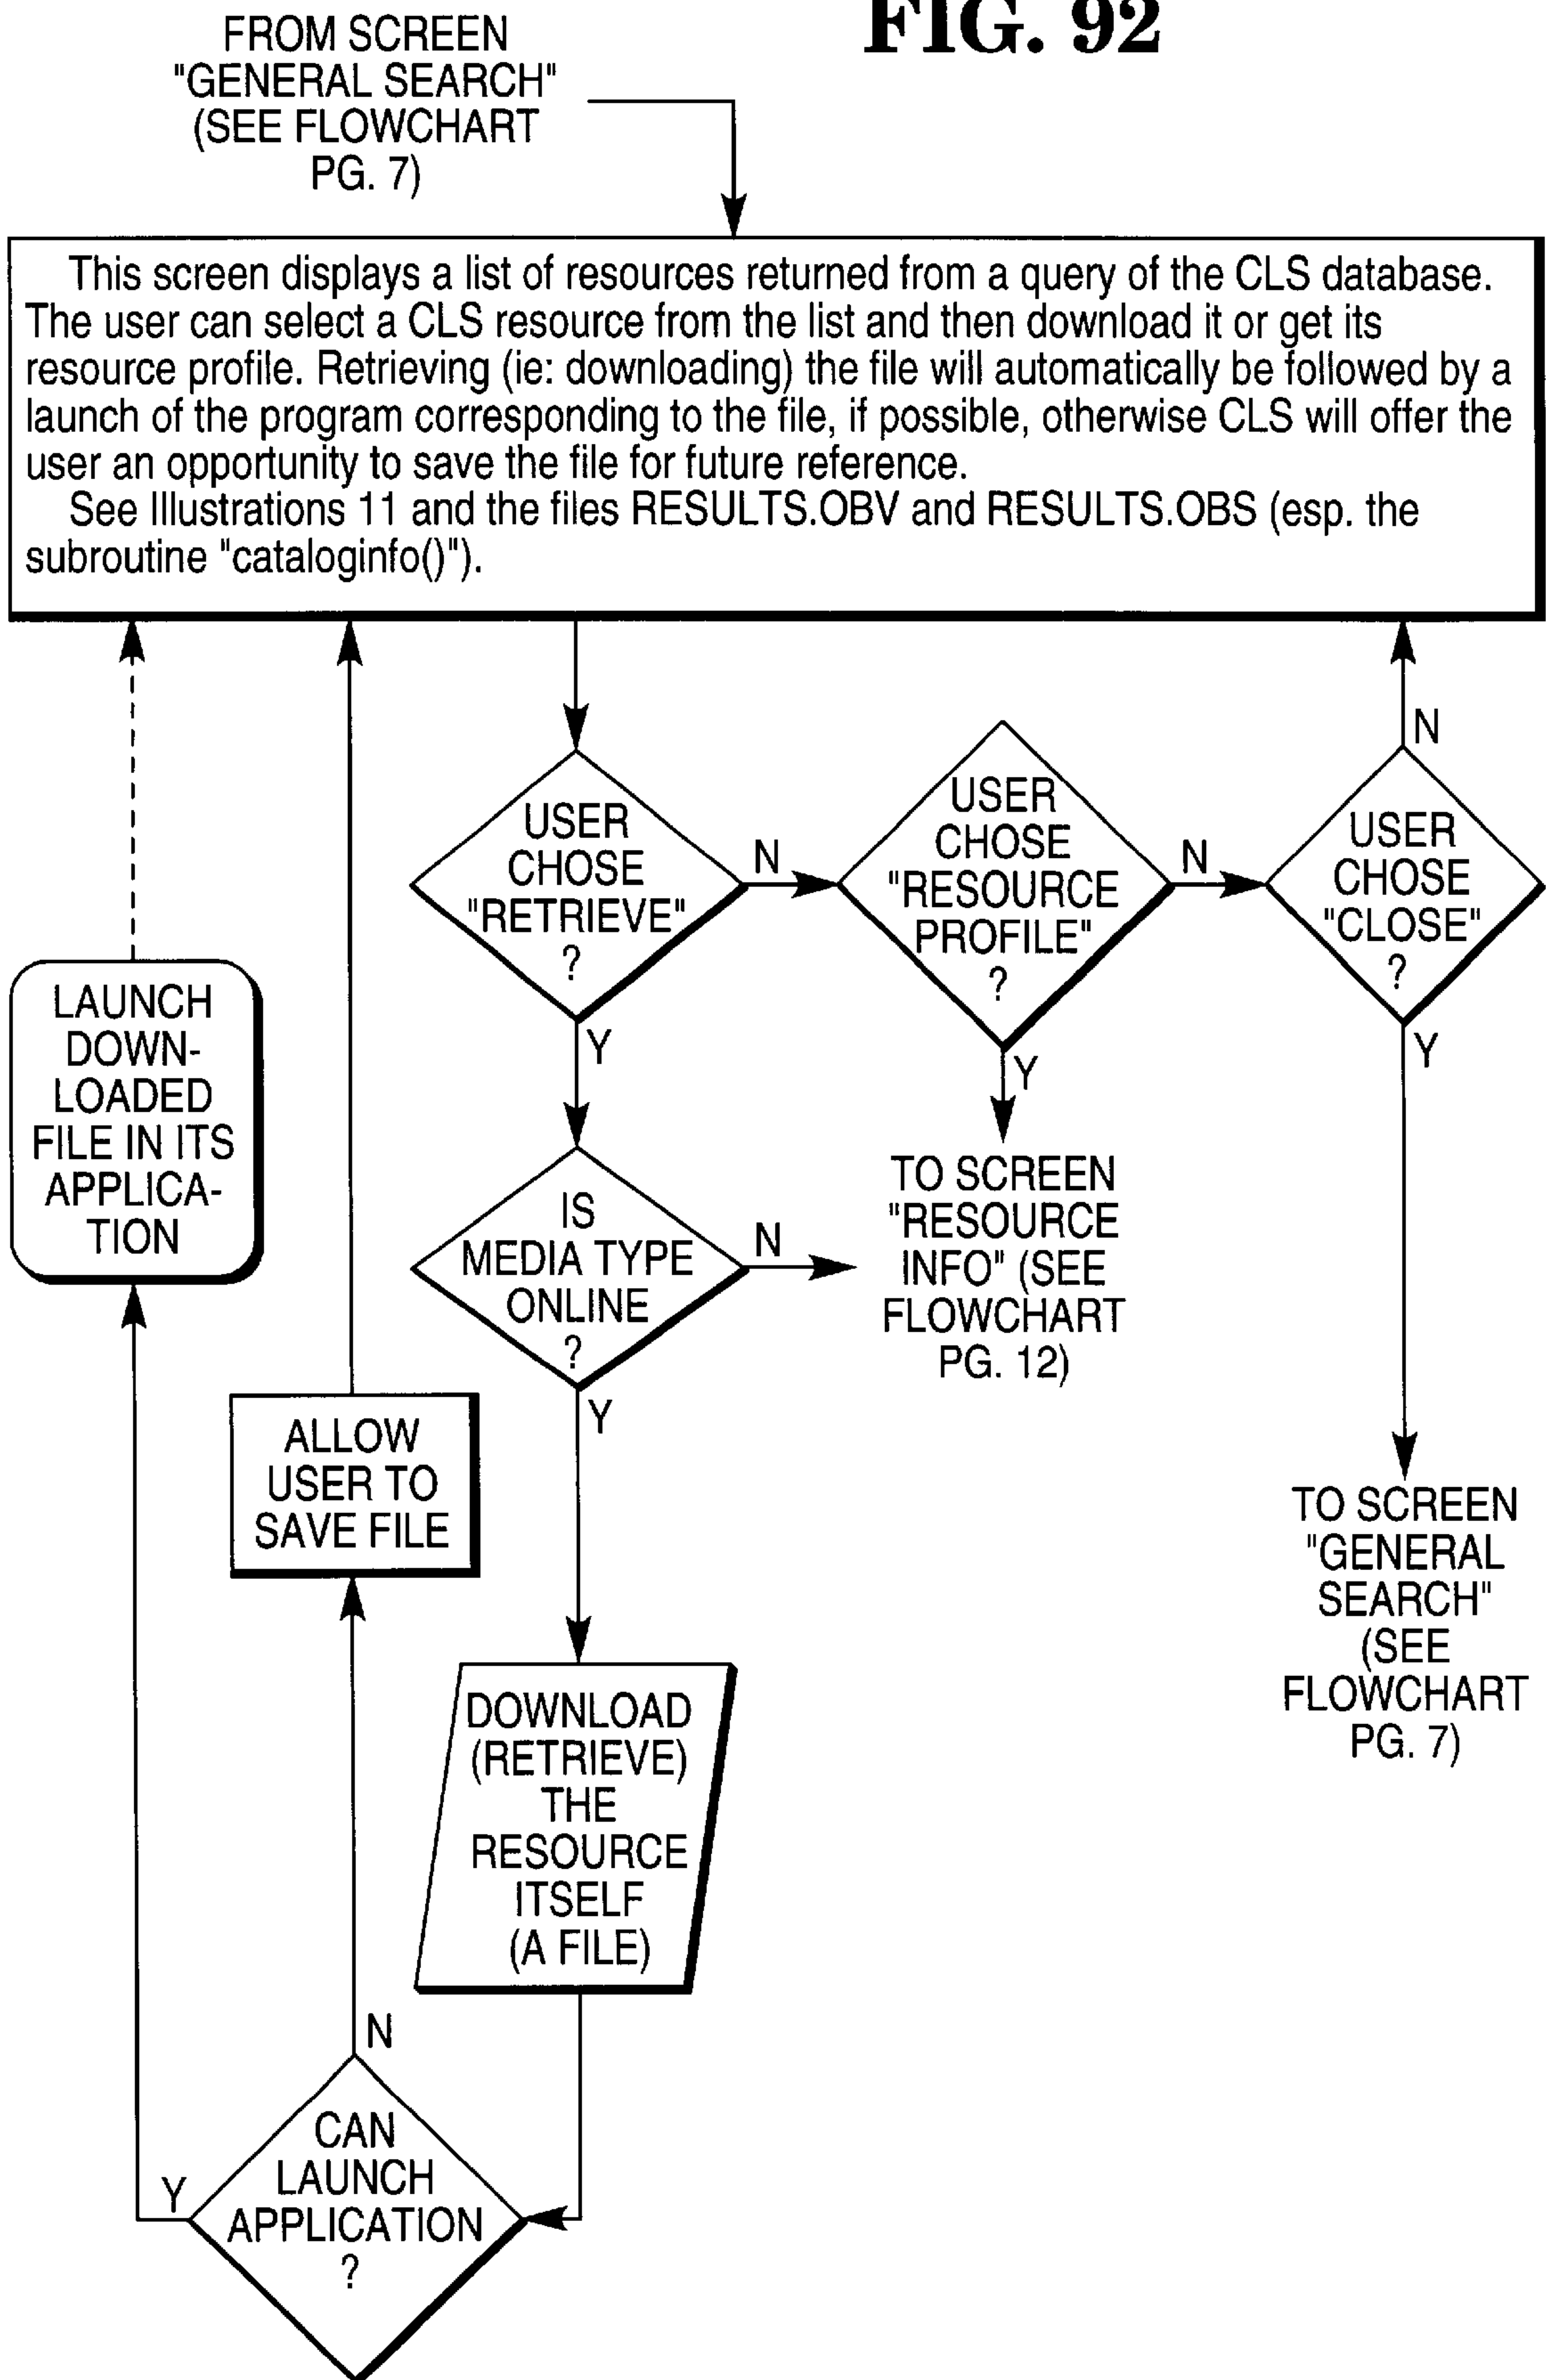 FIG. 92
FROM SCREEN
"GENERAL SEARCH"
(SEE FLOWCHART
PG. 7)
This screen displays a list of resources returned from a query of the CLS database.
The user can select a CLS resource from the list and then download it or get its
resource profile. Retrieving (ie: downloading) the file will automatically be followed by a
launch of the program corresponding to the file, if possible, otherwise CLS will offer the
user an opportunity to save the file for future reference.
See Illustrations 11 and the files RESULTS.OBV and RESULTS.OBS (esp. the
subroutine "cataloginfo()").
USER
CHOSE
"RETRIEVE"
?
N
Y
USER
CHOSE
"RESOURCE
PROFILE"
?
N
Y
USER
CHOSE
"CLOSE"
?
N
Y
LAUNCH
DOWN-
LOADED
FILE IN ITS
APPLICA-
TION
IS
MEDIA TYPE
ONLINE
?
N
Y
TO SCREEN
"RESOURCE
INFO" (SEE
FLOWCHART
PG. 12)
ALLOW
USER TO
SAVE FILE
TO SCREEN
"GENERAL
SEARCH"
(SEE
FLOWCHART
PG. 7)
DOWNLOAD
(RETRIEVE)
THE
RESOURCE
ITSELF
(A FILE)
N
Y
CAN
LAUNCH
APPLICATION
?